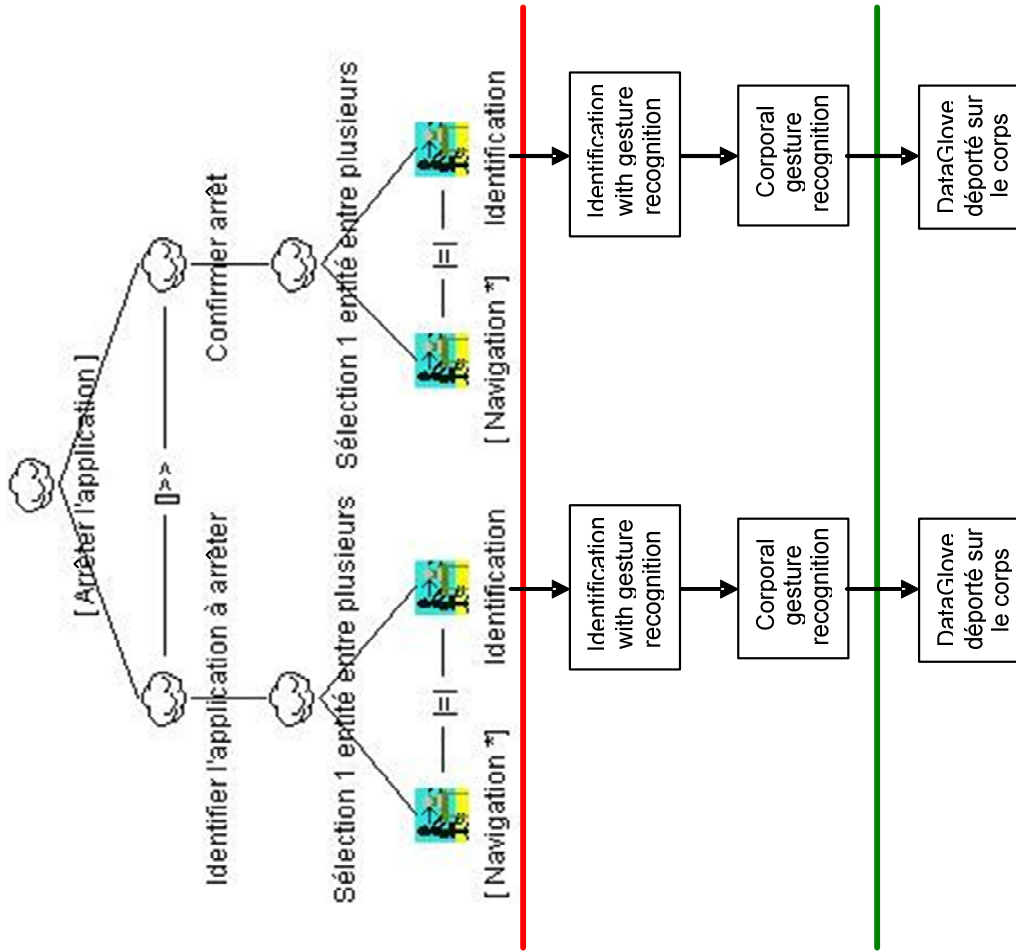 [ Arrêter l'application ]
[]>>
Identifier l'application à arrêter
Confirmer arrêt
Sélection 1 entité entre plusieurs
Sélection 1 entité entre plusieurs
|=|
|=|
[ Navigation *]
Identification
[ Navigation *]
Identification
Identification
with gesture
recognition
Identification
with gesture
recognition
Corporal
gesture
recognition
Corporal
gesture
recognition
DataGlove
déporté sur
le corps
DataGlove
déporté sur
le corps